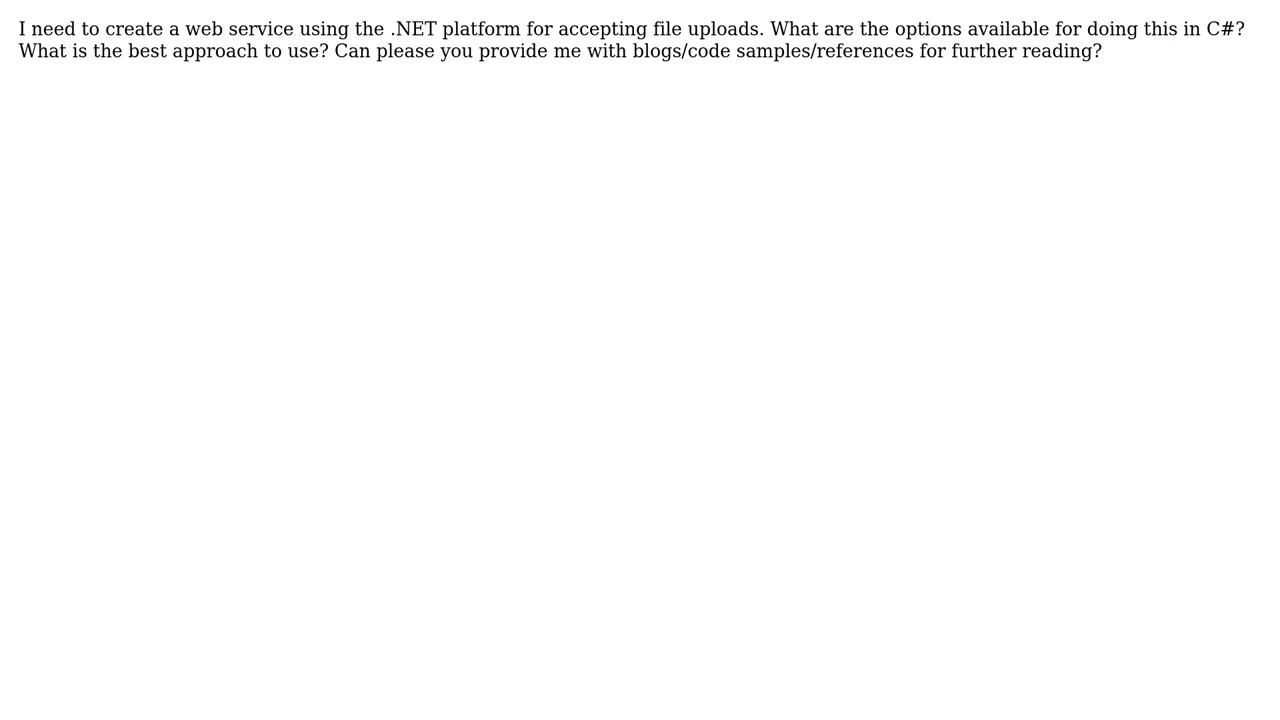 I need to create a web service using the .NET platform for accepting file uploads. What are the options available for doing this in C#?
What is the best approach to use? Can please you provide me with blogs/code samples/references for further reading?